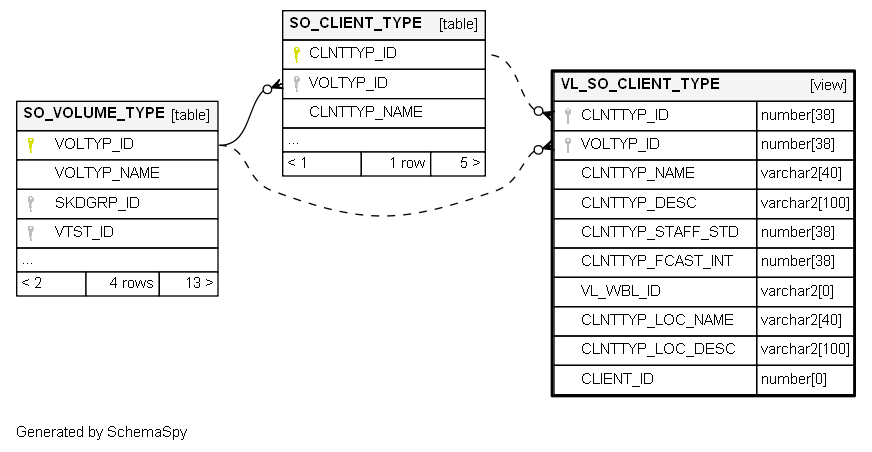 SO_CLIENT_TYPE [table]
CLNTTYP_ID
VOLTYP_ID
CLNTTYP_NAME
...
< 1 1 row 5 >
VL_SO_CLIENT_TYPE [view]
CLNTTYP_ID number[38]
VOLTYP_ID number[38]
CLNTTYP_NAME varchar2[40]
CLNTTYP_DESC varchar2[100]
CLNTTYP_STAFF_STD number[38]
CLNTTYP_FCAST_INT number[38]
VL_WBL_ID varchar2[0]
CLNTTYP_LOC_NAME varchar2[40]
CLNTTYP_LOC_DESC varchar2[100]
CLIENT_ID number[0]
SO_VOLUME_TYPE [table]
VOLTYP_ID
VOLTYP_NAME
SKDGRP_ID
VTST_ID
...
< 2 4 rows 13 >
Generated by SchemaSpy